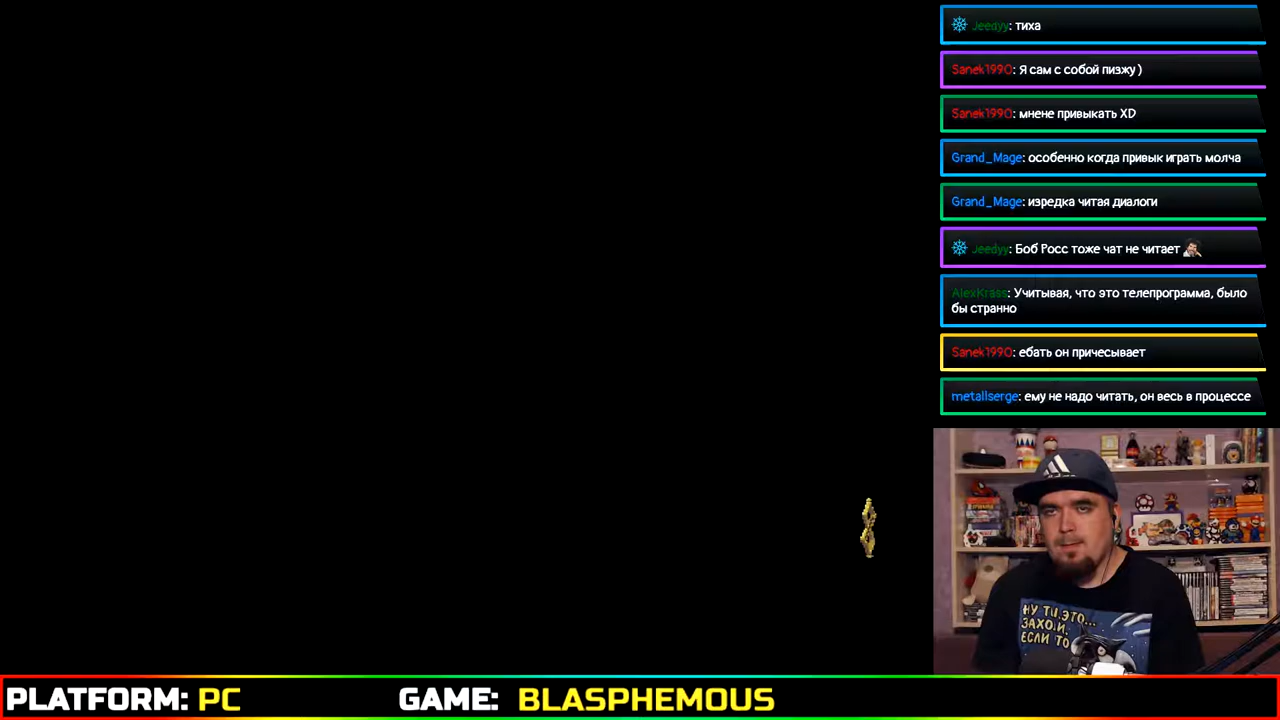 Jeedyy: тиха
Sanek1990: Я сам с собой пизжу)
Sanek1990: мнене привыкать XD
Grand_Mage: особенно когда привык играть молча
Grand_Mage: изредка читая диалоги
Jeedyy: Боб Росс тоже чат не читает
AlexKrass: Учитывая, что это телепрограмма, было
бы странно
Sanek1990: ебать он причесывает
metallserge: ему не надо читать, он весь в процессе
НУ ТЫ, ЭТО...
ЗАХОДИ,
ЕСЛИ ТО
PLATFORM: PC GAME: BLASPHEMOUS